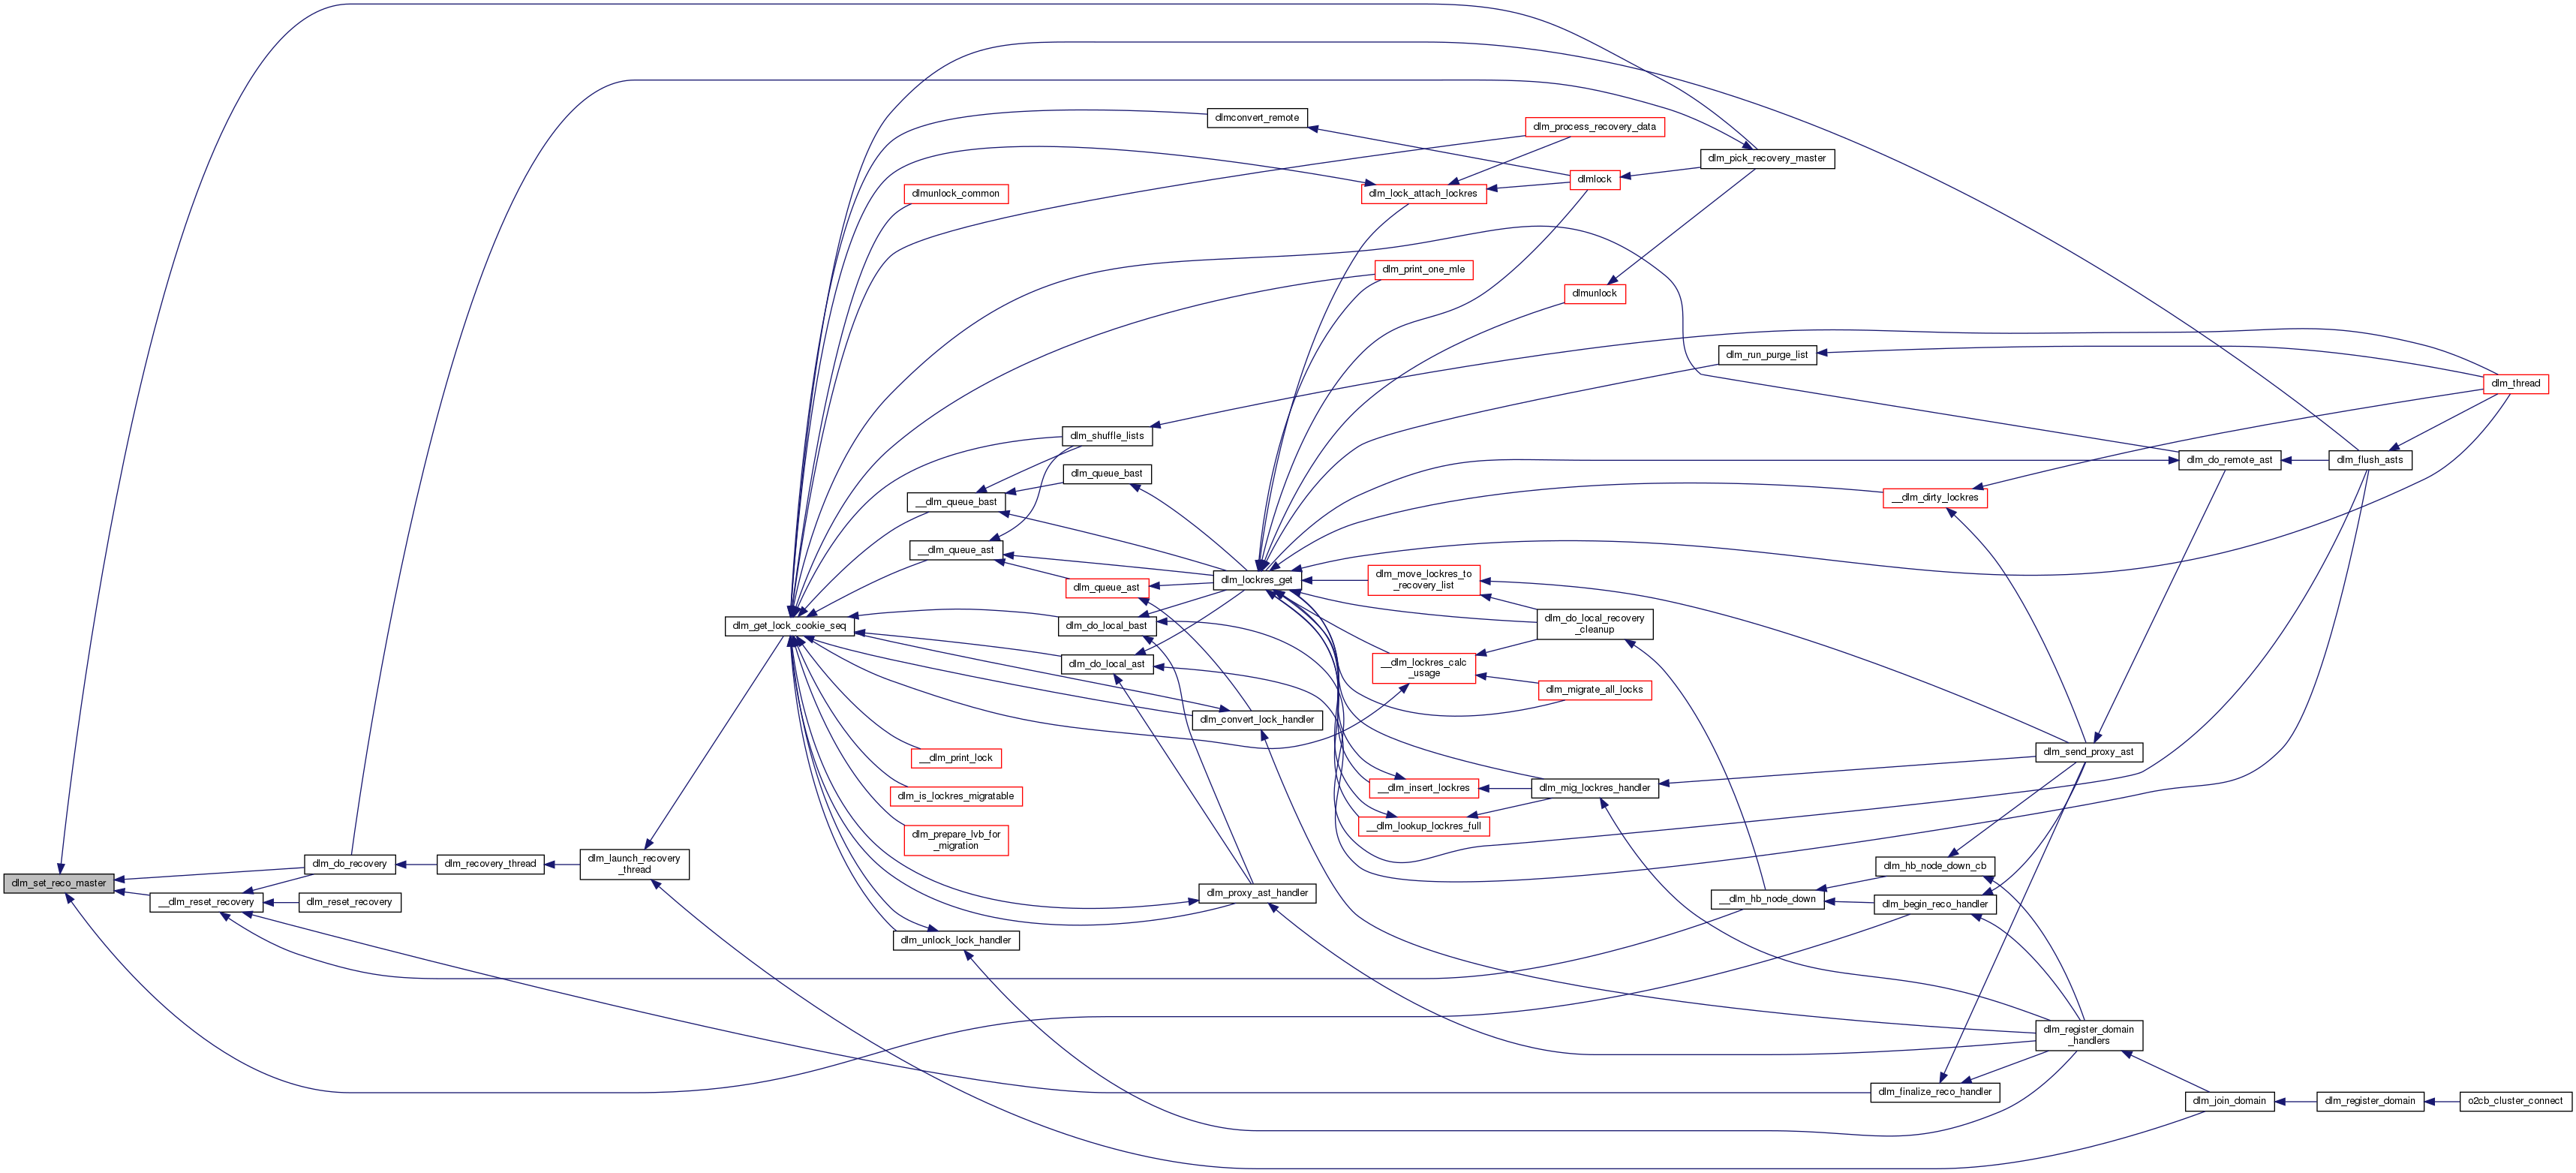 dlm_set_reco_master
__dlm_reset_recovery
dlm_do_recovery
dlm_reset_recovery
dlm_recovery_thread
dlm_launch_recovery
_thread
dlm_get_lock_cookie_seq
dlmunlock_common
__dlm_queue_bast
__dlm_queue_ast
__dlm_print_lock
dlm_is_lockres_migratable
dlm_prepare_lvb_for
_migration
dlm_unlock_lock_handler
dlm_shuffle_lists
dlm_queue_bast
dlm_queue_ast
dlm_do_local_bast
dlm_do_local_ast
dlmconvert_remote
dlm_lockres_get
dlm_convert_lock_handler
dlm_proxy_ast_handler
dlm_lock_attach_lockres
dlm_print_one_mle
dlm_move_lockres_to
_recovery_list
__dlm_lockres_calc
_usage
__dlm_insert_lockres
__dlm_lookup_lockres_full
dlm_process_recovery_data
dlmlock
dlmunlock
dlm_do_local_recovery
_cleanup
dlm_migrate_all_locks
dlm_mig_lockres_handler
dlm_pick_recovery_master
dlm_run_purge_list
__dlm_hb_node_down
__dlm_dirty_lockres
dlm_hb_node_down_cb
dlm_begin_reco_handler
dlm_finalize_reco_handler
dlm_send_proxy_ast
dlm_register_domain
_handlers
dlm_do_remote_ast
dlm_join_domain
dlm_flush_asts
dlm_register_domain
dlm_thread
o2cb_cluster_connect